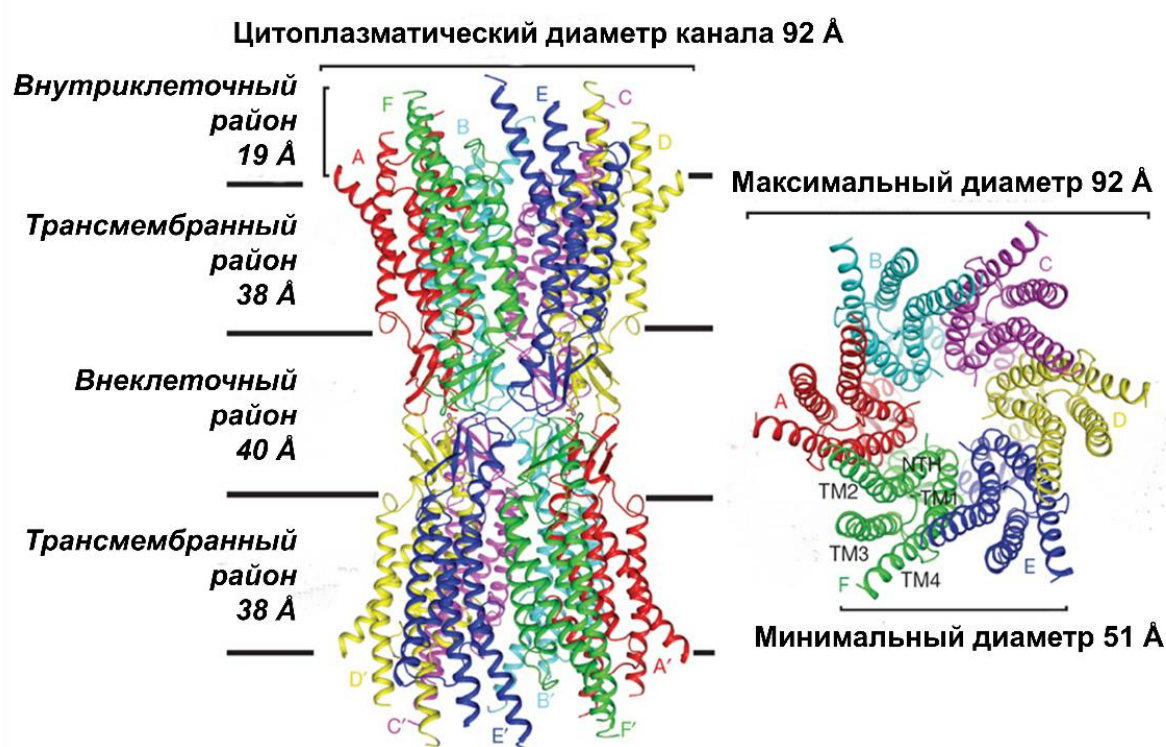 Цитоплазматический диаметр канала 92 Å
Внутриклеточный
район
19 Å
Трансмембранный
район
38 Å
Внеклеточный
район
40 Å
Трансмембранный
район
38 Å
F
B
E
C
D
A
D′
C′
E′
B′
F′
A′
Максимальный диаметр 92 Å
B
C
A
D
NTH
TM2
TM1
TM3
TM4
F
E
Минимальный диаметр 51 Å